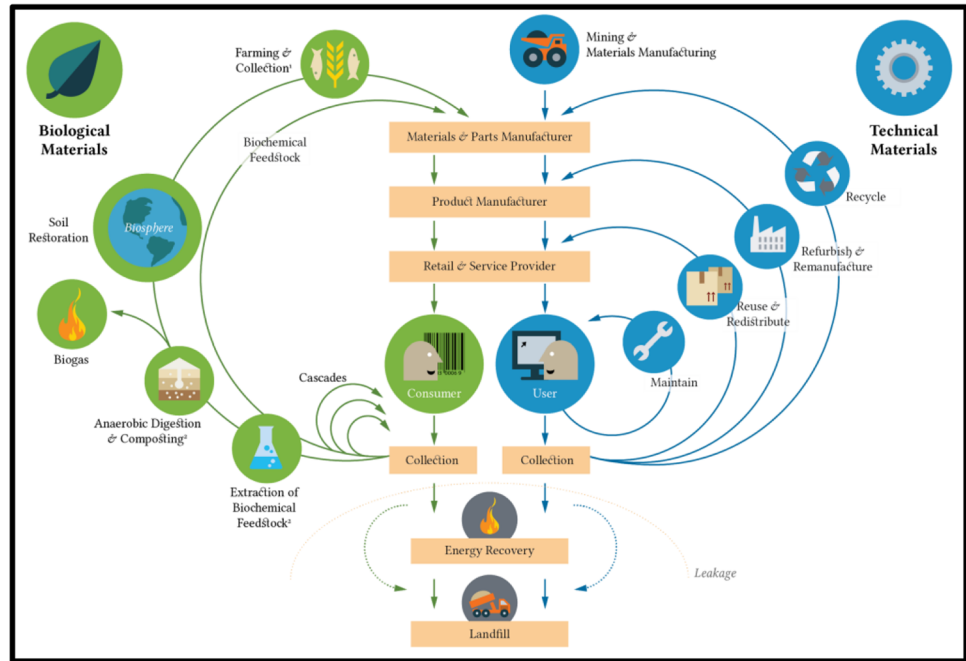 Farming &
Collection¹
Mining &
Materials Manufacturing
Biological
Materials
Technical
Materials
Biochemical
Feedstock
Materials & Parts Manufacturer
Recycle
Product Manufacturer
Soil
Restoration
Biosphere
Refurbish &
Remanufacture
Retail & Service Provider
Reuse &
Redistribute
Biogas
Maintain
Cascades
Consumer
User
Anaerobic Digestion
& Composting²
Collection
Collection
Extraction of
Biochemical
Feedstock²
Energy Recovery
Leakage
Landfill